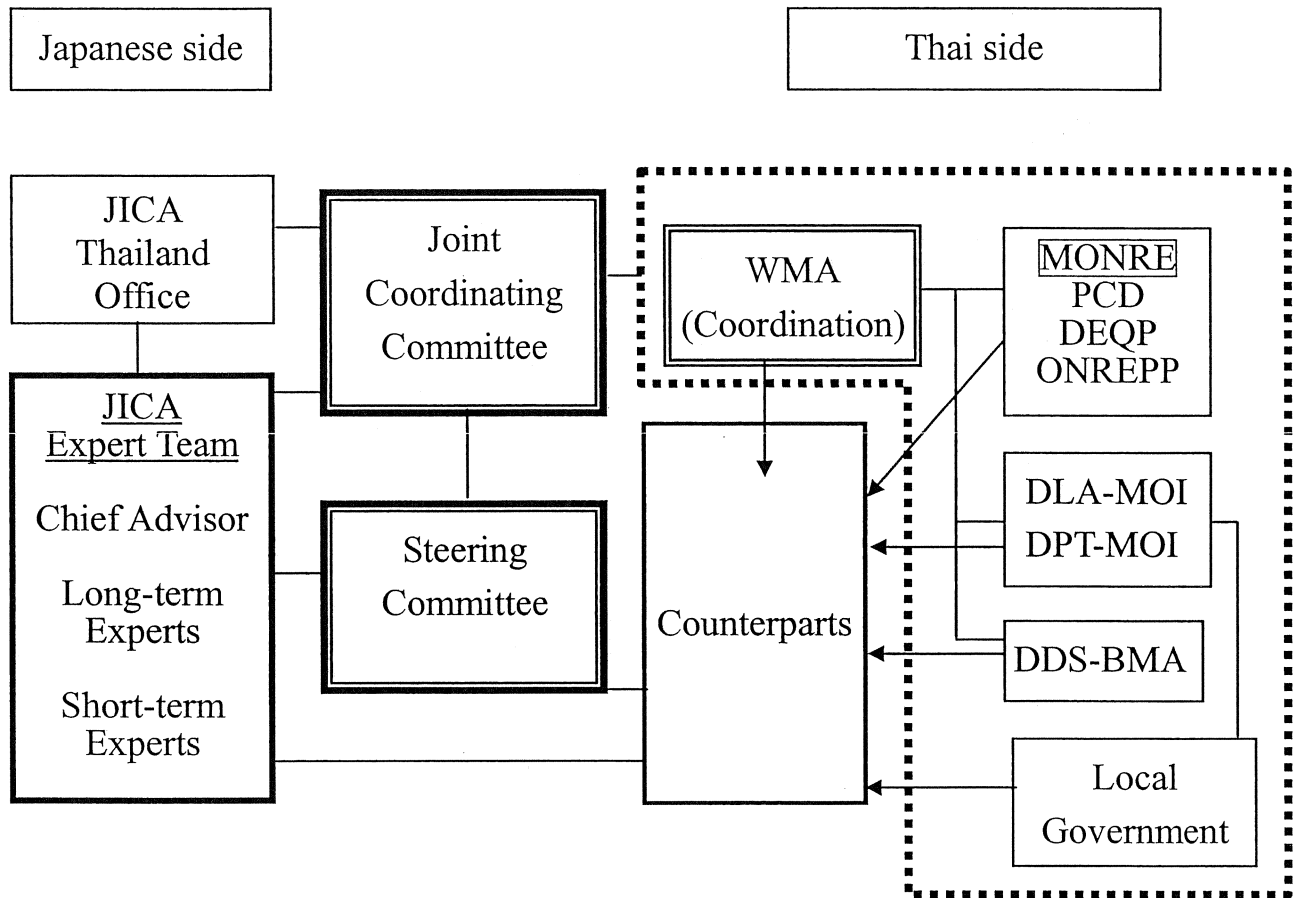 Japanese side
Thai side
JICA
Thailand
Office
Joint
Coordinating
Committee
WMA
(Coordination)
MONRE
PCD
DEQP
ONREPP
JICA
Expert Team
Chief Advisor
Long-term
Experts
Short-term
Experts
Steering
Committee
Counterparts
DLA-MOI
DPT-MOI
DDS-BMA
Local
Government